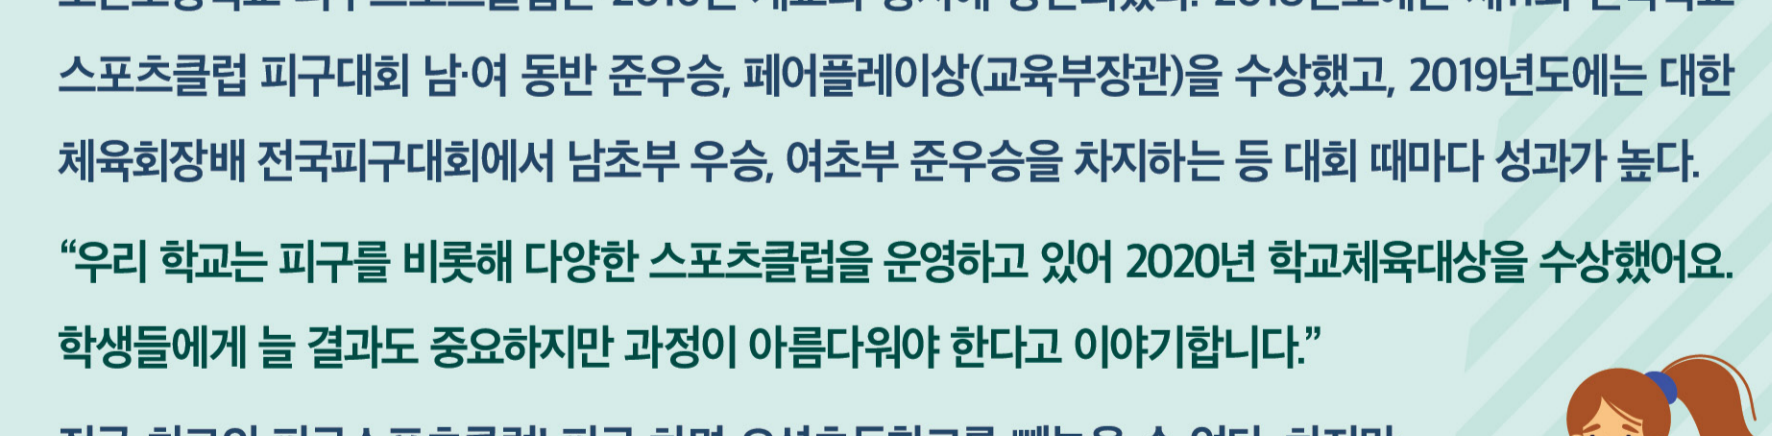 스포츠클럽 피구대회 남·여 동반 준우승, 페어플레이상(교육부장관)을 수상했고, 2019년도에는 대한
체육회장배 전국피구대회에서 남초부 우승, 여초부 준우승을 차지하는 등 대회 때마다 성과가 높다.
“우리 학교는 피구를 비롯해 다양한 스포츠클럽을 운영하고 있어 2020년 학교체육대상을 수상했어요.
학생들에게 늘 결과도 중요하지만 과정이 아름다워야 한다고 이야기합니다.”